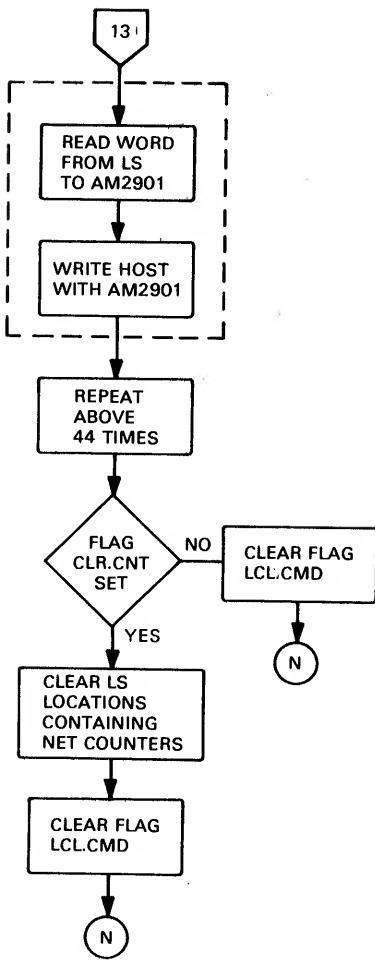 13
READ WORD
FROM LS
TO AM2901
WRITE HOST
WITH AM2901
REPEAT
ABOVE
44 TIMES
FLAG
CLR.CNT
SET
NO
CLEAR FLAG
LCL.CMD
N
YES
CLEAR LS
LOCATIONS
CONTAINING
NET COUNTERS
CLEAR FLAG
LCL.CMD
N